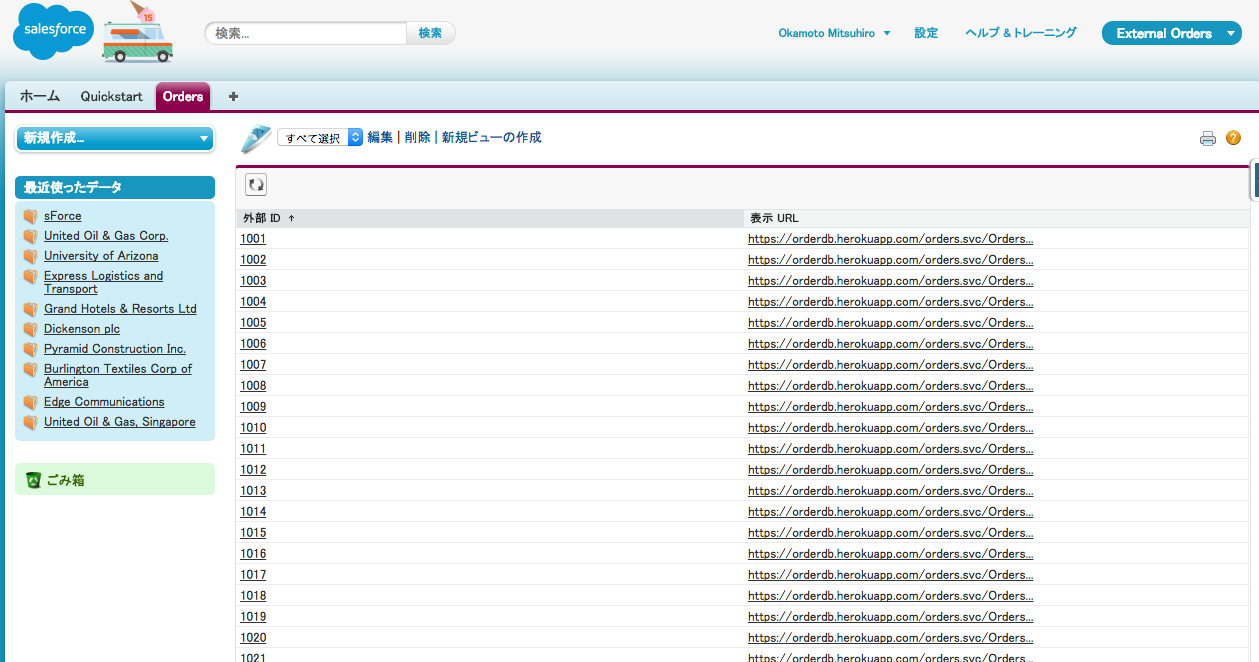 salesforce
15
検索...
検索
Okamoto Mitsuhiro
設定
ヘルプ & トレーニング
External Orders
ホーム
Quickstart
Orders
+
新規作成...
すべて選択
編集 | 削除 | 新規ビューの作成
?
最近使ったデータ
sForce
United Oil & Gas Corp.
University of Arizona
Express Logistics and
Transport
Grand Hotels & Resorts Ltd
Dickenson plc
Pyramid Construction Inc.
Burlington Textiles Corp of
America
Edge Communications
United Oil & Gas, Singapore
ごみ箱
外部 ID ↑ 表示 URL
1001 https://orderdb.herokuapp.com/orders.svc/Orders...
1002 https://orderdb.herokuapp.com/orders.svc/Orders...
1003 https://orderdb.herokuapp.com/orders.svc/Orders...
1004 https://orderdb.herokuapp.com/orders.svc/Orders...
1005 https://orderdb.herokuapp.com/orders.svc/Orders...
1006 https://orderdb.herokuapp.com/orders.svc/Orders...
1007 https://orderdb.herokuapp.com/orders.svc/Orders...
1008 https://orderdb.herokuapp.com/orders.svc/Orders...
1009 https://orderdb.herokuapp.com/orders.svc/Orders...
1010 https://orderdb.herokuapp.com/orders.svc/Orders...
1011 https://orderdb.herokuapp.com/orders.svc/Orders...
1012 https://orderdb.herokuapp.com/orders.svc/Orders...
1013 https://orderdb.herokuapp.com/orders.svc/Orders...
1014 https://orderdb.herokuapp.com/orders.svc/Orders...
1015 https://orderdb.herokuapp.com/orders.svc/Orders...
1016 https://orderdb.herokuapp.com/orders.svc/Orders...
1017 https://orderdb.herokuapp.com/orders.svc/Orders...
1018 https://orderdb.herokuapp.com/orders.svc/Orders...
1019 https://orderdb.herokuapp.com/orders.svc/Orders...
1020 https://orderdb.herokuapp.com/orders.svc/Orders...
1021 https://orderdb.herokuapp.com/orders.svc/Orders...